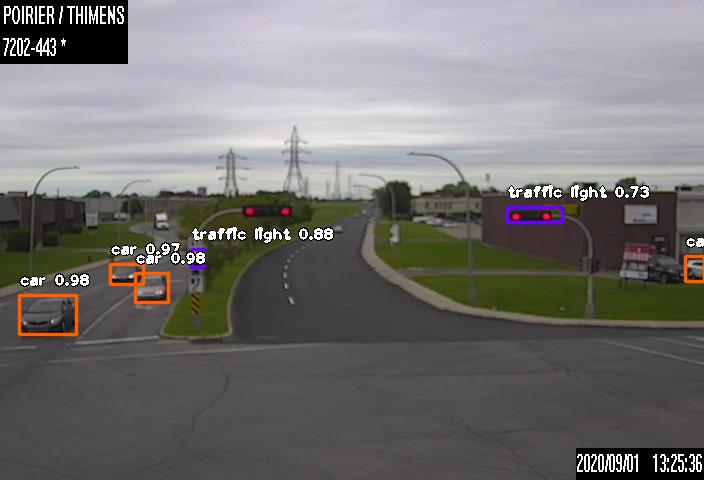 POIRIER / THIMENS
7202-443 *
traffic light 0.73
traffic light 0.88
car 0.97
car 0.98
ca
car 0.98
2020/09/01 13:25:36